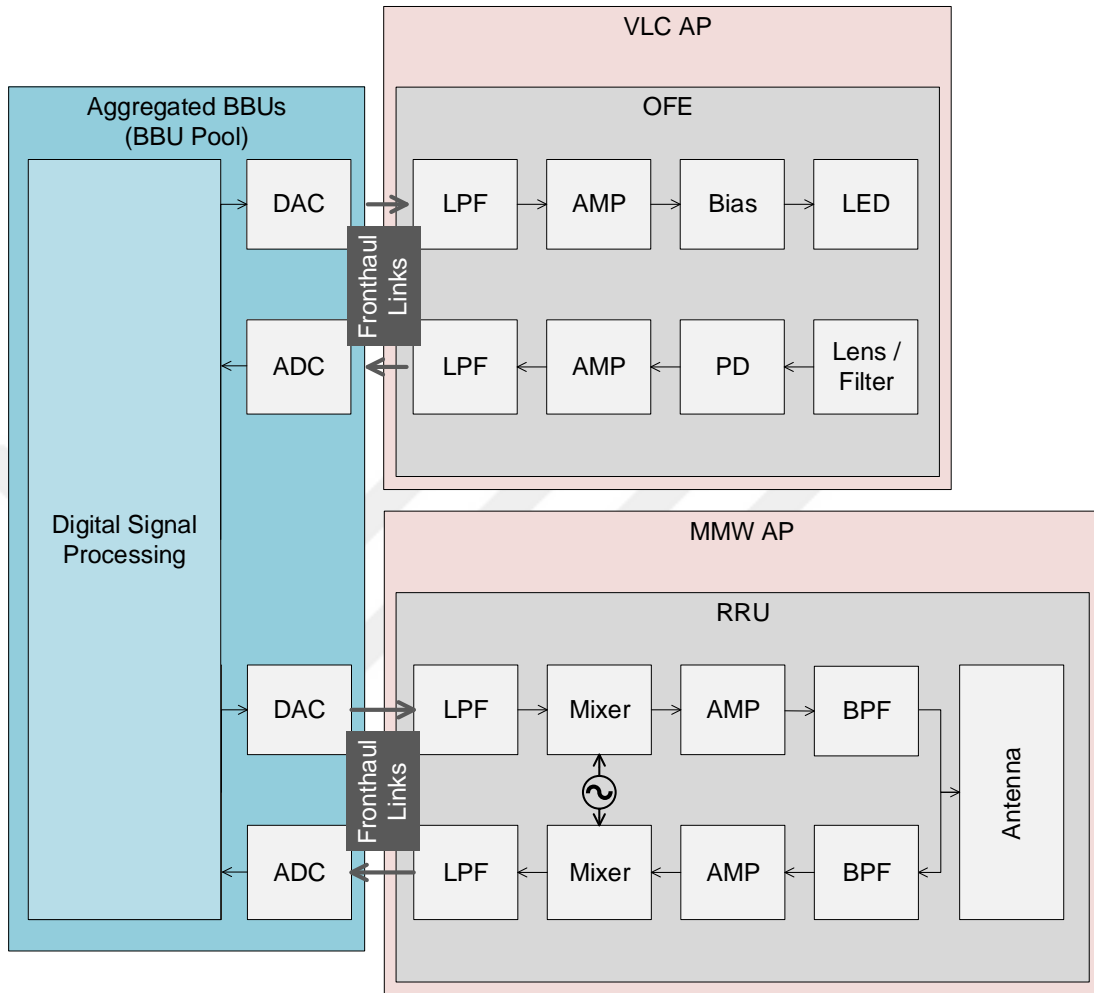 VLC AP
Aggregated BBUs
(BBU Pool)
OFE
DAC
LPF
AMP
Bias
LED
Fronthaul
Links
ADC
LPF
AMP
PD
Lens /
Filter
Digital Signal
Processing
MMW AP
RRU
DAC
LPF
Mixer
AMP
BPF
Fronthaul
Links
Antenna
ADC
LPF
Mixer
AMP
BPF